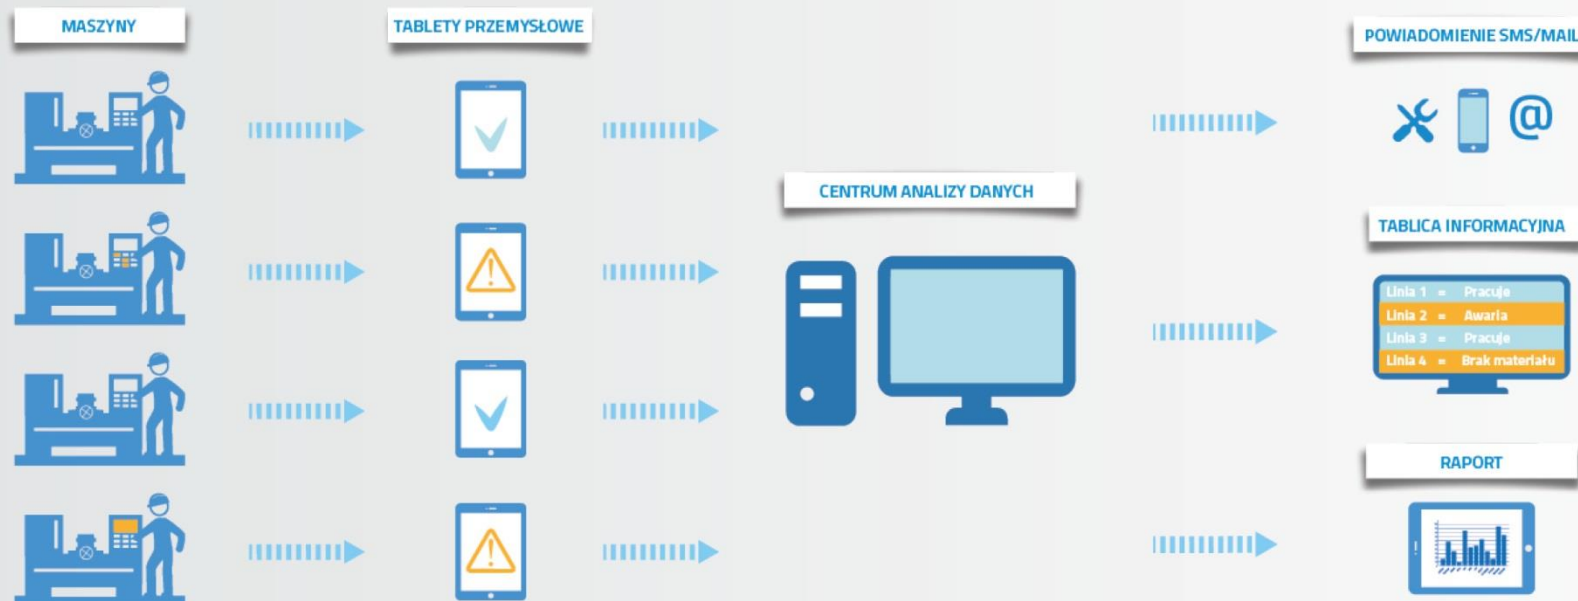 MASZYNY
TABLETY PRZEMYSŁOWE
POWIADOMIENIE SMS/MAIL
@
CENTRUM ANALIZY DANYCH
TABLICA INFORMACYJNA
Linia 1 = Pracuje
Linia 2 = Awaria
Linia 3 = Pracuje
Linia 4 = Brak materiału
RAPORT